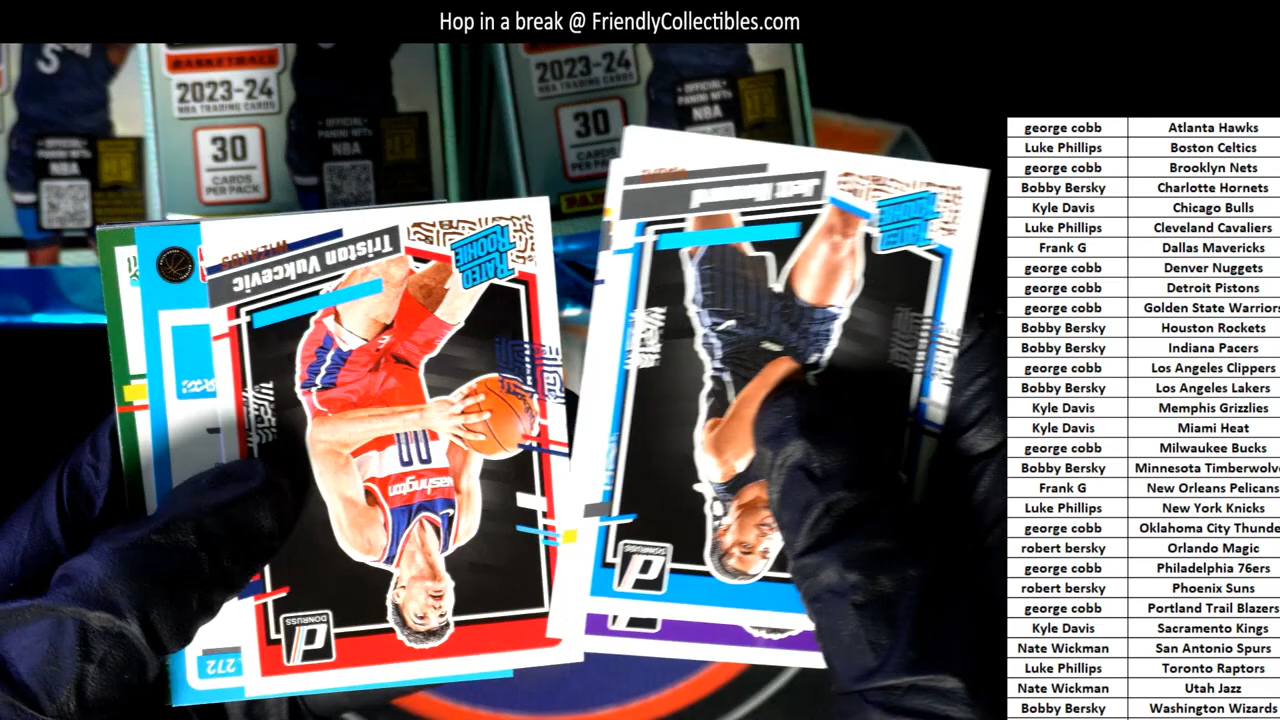 Hop in a break @ FriendlyCollectibles.com
BASKETBALL
2023-24
NBA TRADING CARDS
30
CARDS
PER PACK
OFFICIAL
PANINI NFTs
NBA
2023-24
NBA TRADING CARDS
30
CARDS
PER PACK
OFFICIAL
PANINI NFTs
NBA
5
RATED
ROOKIE
Tristan Vukcevic
WIZARDS
00
Washington
DONRUSS
272
RATED
ROOKIE
Jett Howard
DONRUSS
george cobb Atlanta Hawks
Luke Phillips Boston Celtics
george cobb Brooklyn Nets
Bobby Bersky Charlotte Hornets
Kyle Davis Chicago Bulls
Luke Phillips Cleveland Cavaliers
Frank G Dallas Mavericks
george cobb Denver Nuggets
george cobb Detroit Pistons
george cobb Golden State Warriors
Bobby Bersky Houston Rockets
Bobby Bersky Indiana Pacers
george cobb Los Angeles Clippers
Bobby Bersky Los Angeles Lakers
Kyle Davis Memphis Grizzlies
Kyle Davis Miami Heat
george cobb Milwaukee Bucks
Bobby Bersky Minnesota Timberwolve
Frank G New Orleans Pelicans
Luke Phillips New York Knicks
george cobb Oklahoma City Thunde
robert bersky Orlando Magic
george cobb Philadelphia 76ers
robert bersky Phoenix Suns
george cobb Portland Trail Blazers
Kyle Davis Sacramento Kings
Nate Wickman San Antonio Spurs
Luke Phillips Toronto Raptors
Nate Wickman Utah Jazz
Bobby Bersky Washington Wizards